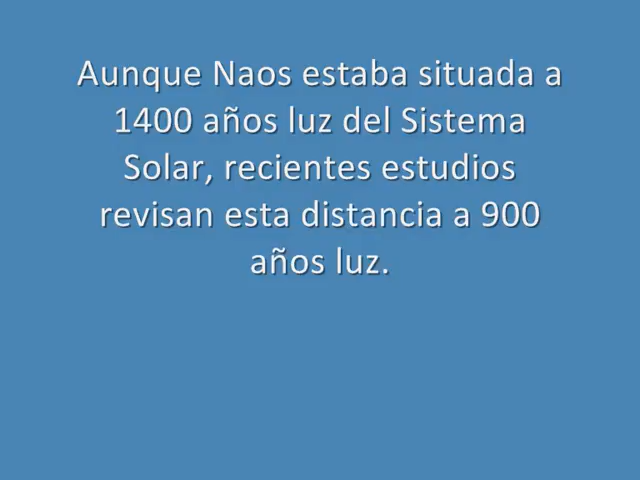 Aunque Naos estaba situada a
1400 años luz del Sistema
Solar, recientes estudios
revisan esta distancia a 900
años luz.